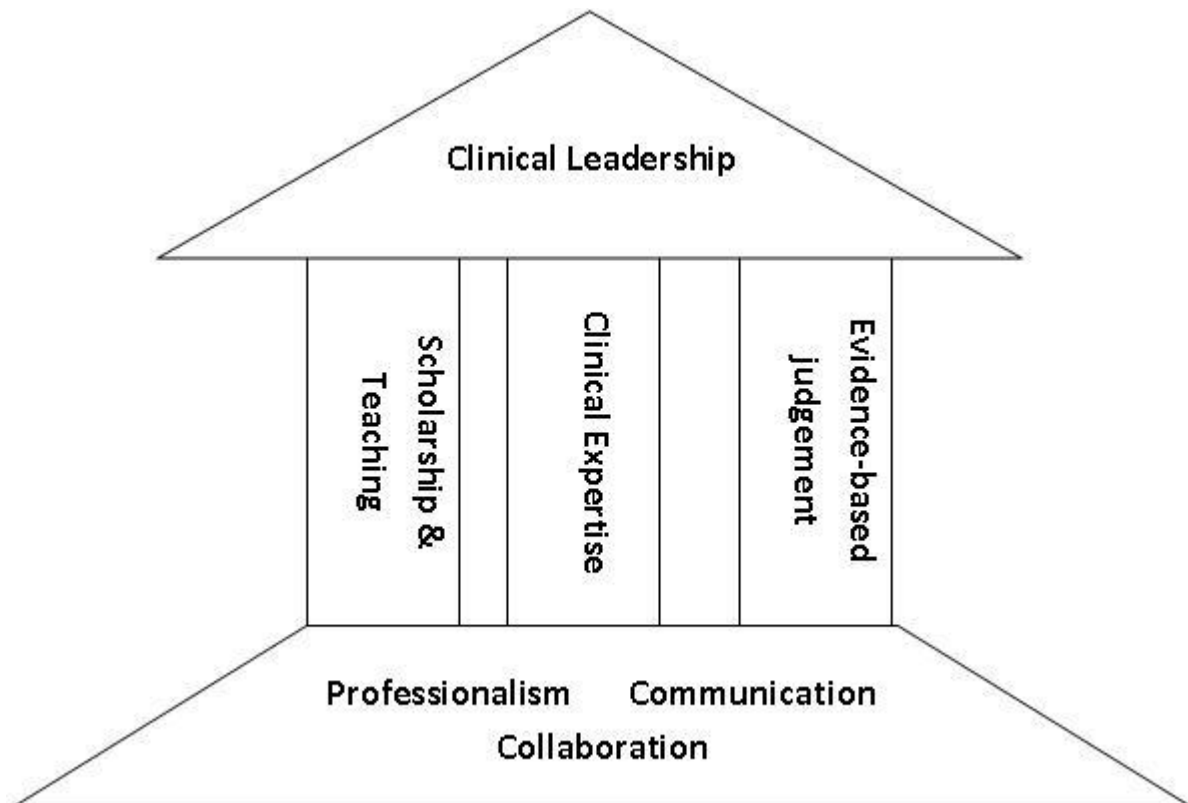 Clinical Leadership
Scholarship &
Teaching
Clinical Expertise
Evidence-based
judgement
Professionalism Communication
Collaboration